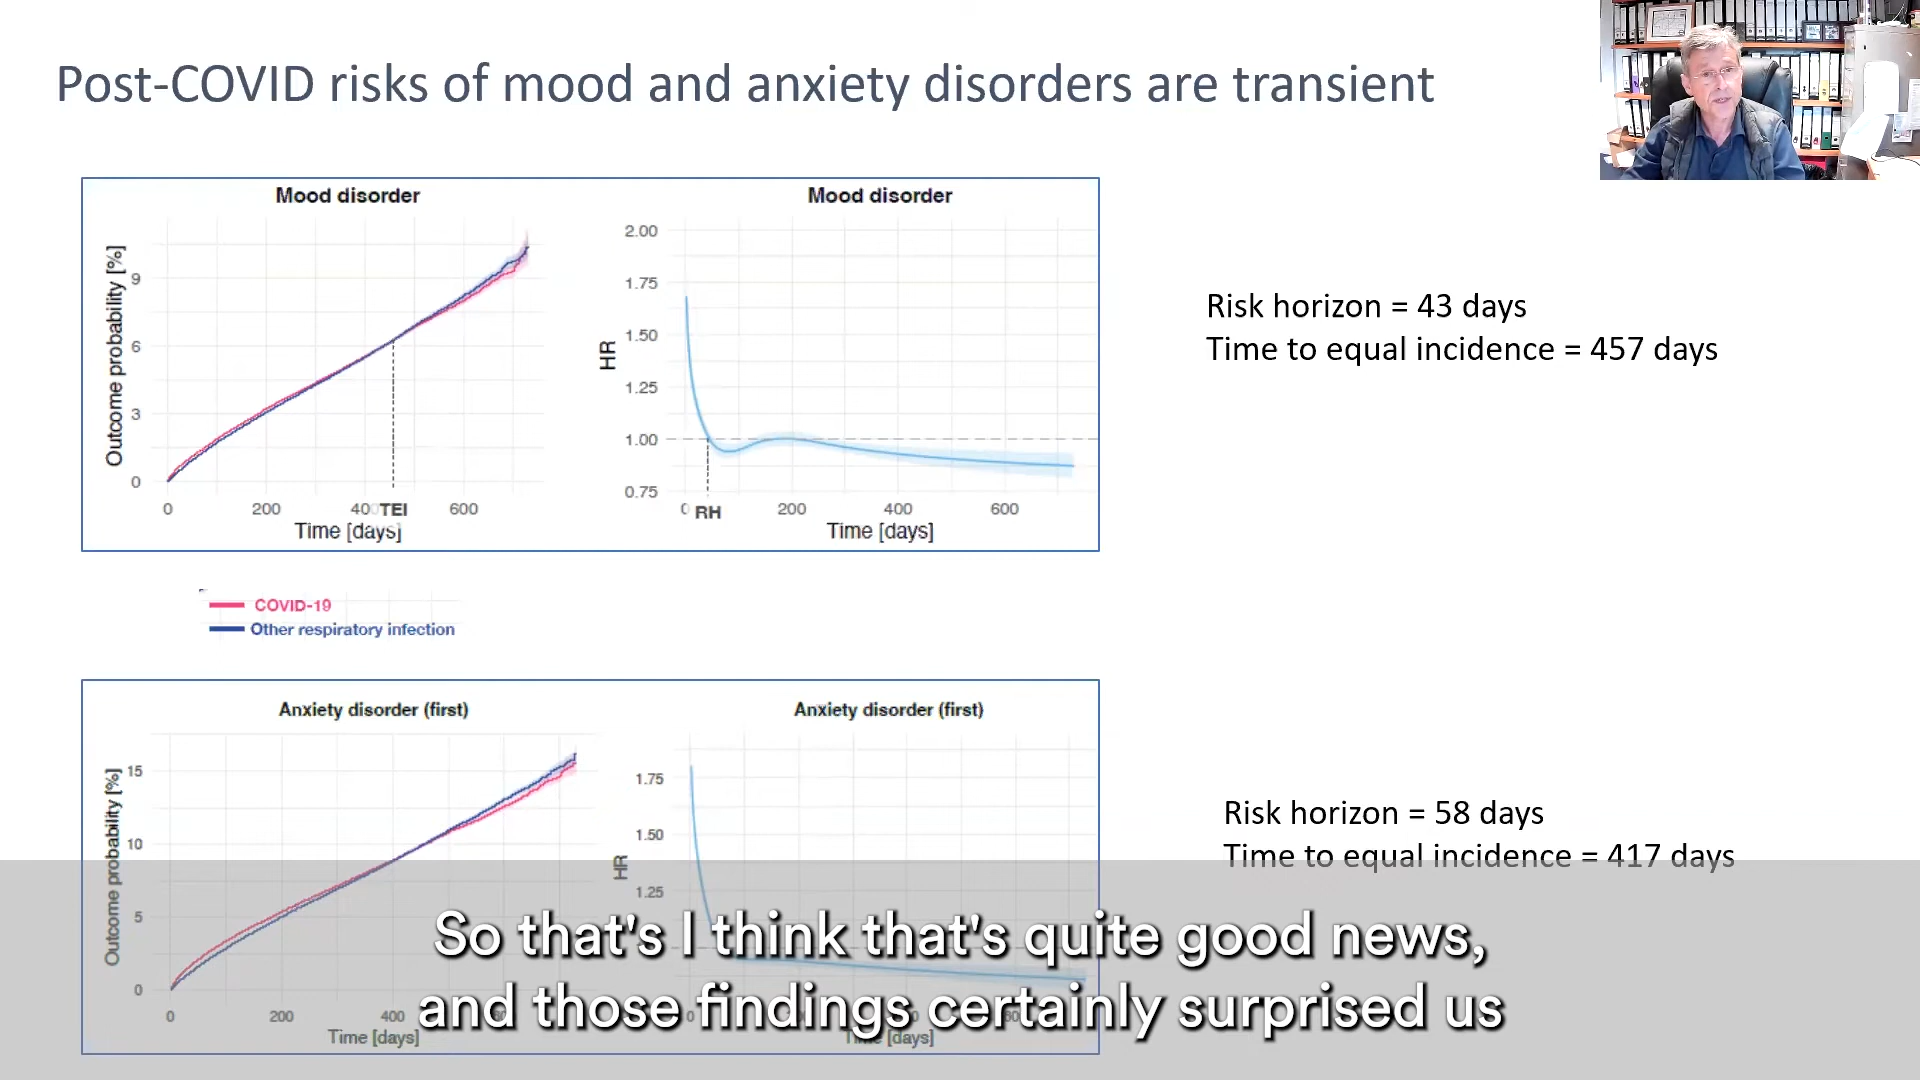 Post-COVID risks of mood and anxiety disorders are transient
Mood disorder
Outcome probability [%]
9
6
3
0
0
200
400
TEI
600
Time [days]
Mood disorder
HR
2.00
1.75
1.50
1.25
1.00
0.75
0
RH
200
400
600
Time [days]
Risk horizon = 43 days
Time to equal incidence = 457 days
COVID-19
Other respiratory infection
Anxiety disorder (first)
Outcome probability [%]
15
10
5
0
0
200
400
Time [days]
Anxiety disorder (first)
HR
1.75
1.50
1.25
0
Time [days]
Risk horizon = 58 days
Time to equal incidence = 417 days
So that's I think that's quite good news,
and those findings certainly surprised us